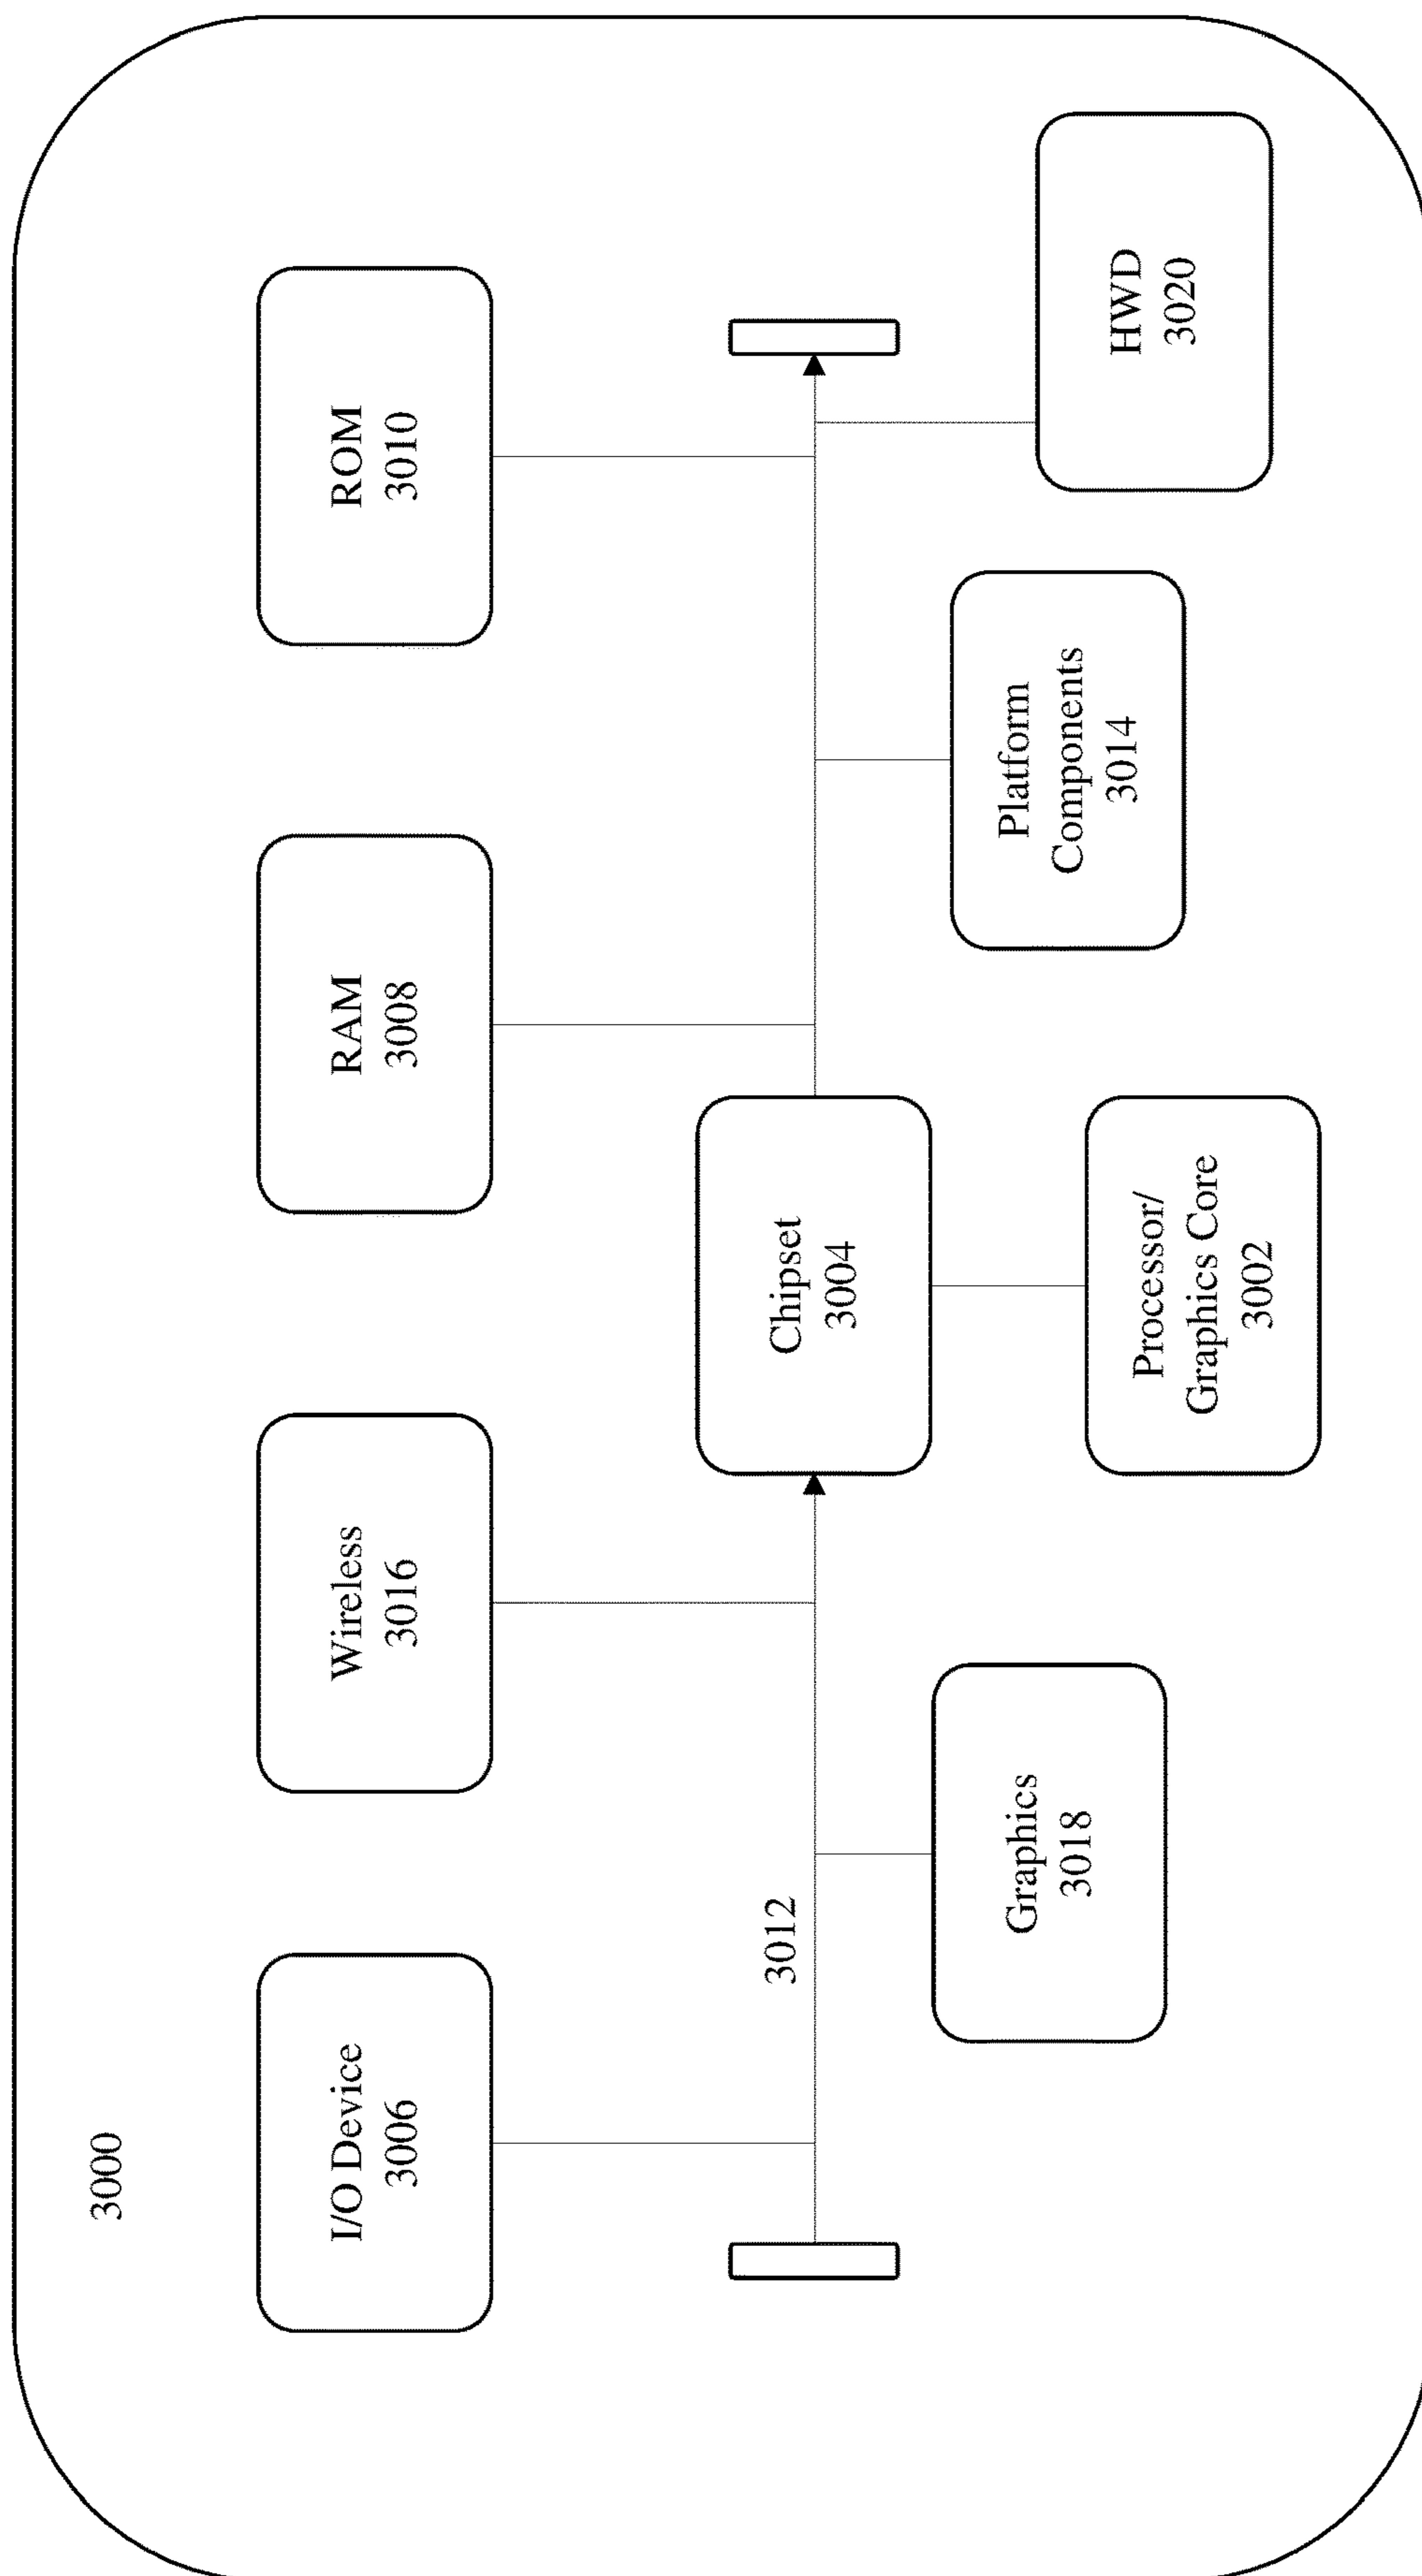 3000
I/O Device
3006
Wireless
3016
RAM
3008
ROM
3010
3012
Chipset
3004
Graphics
3018
Processor/
Graphics Core
3002
Platform
Components
3014
HWD
3020